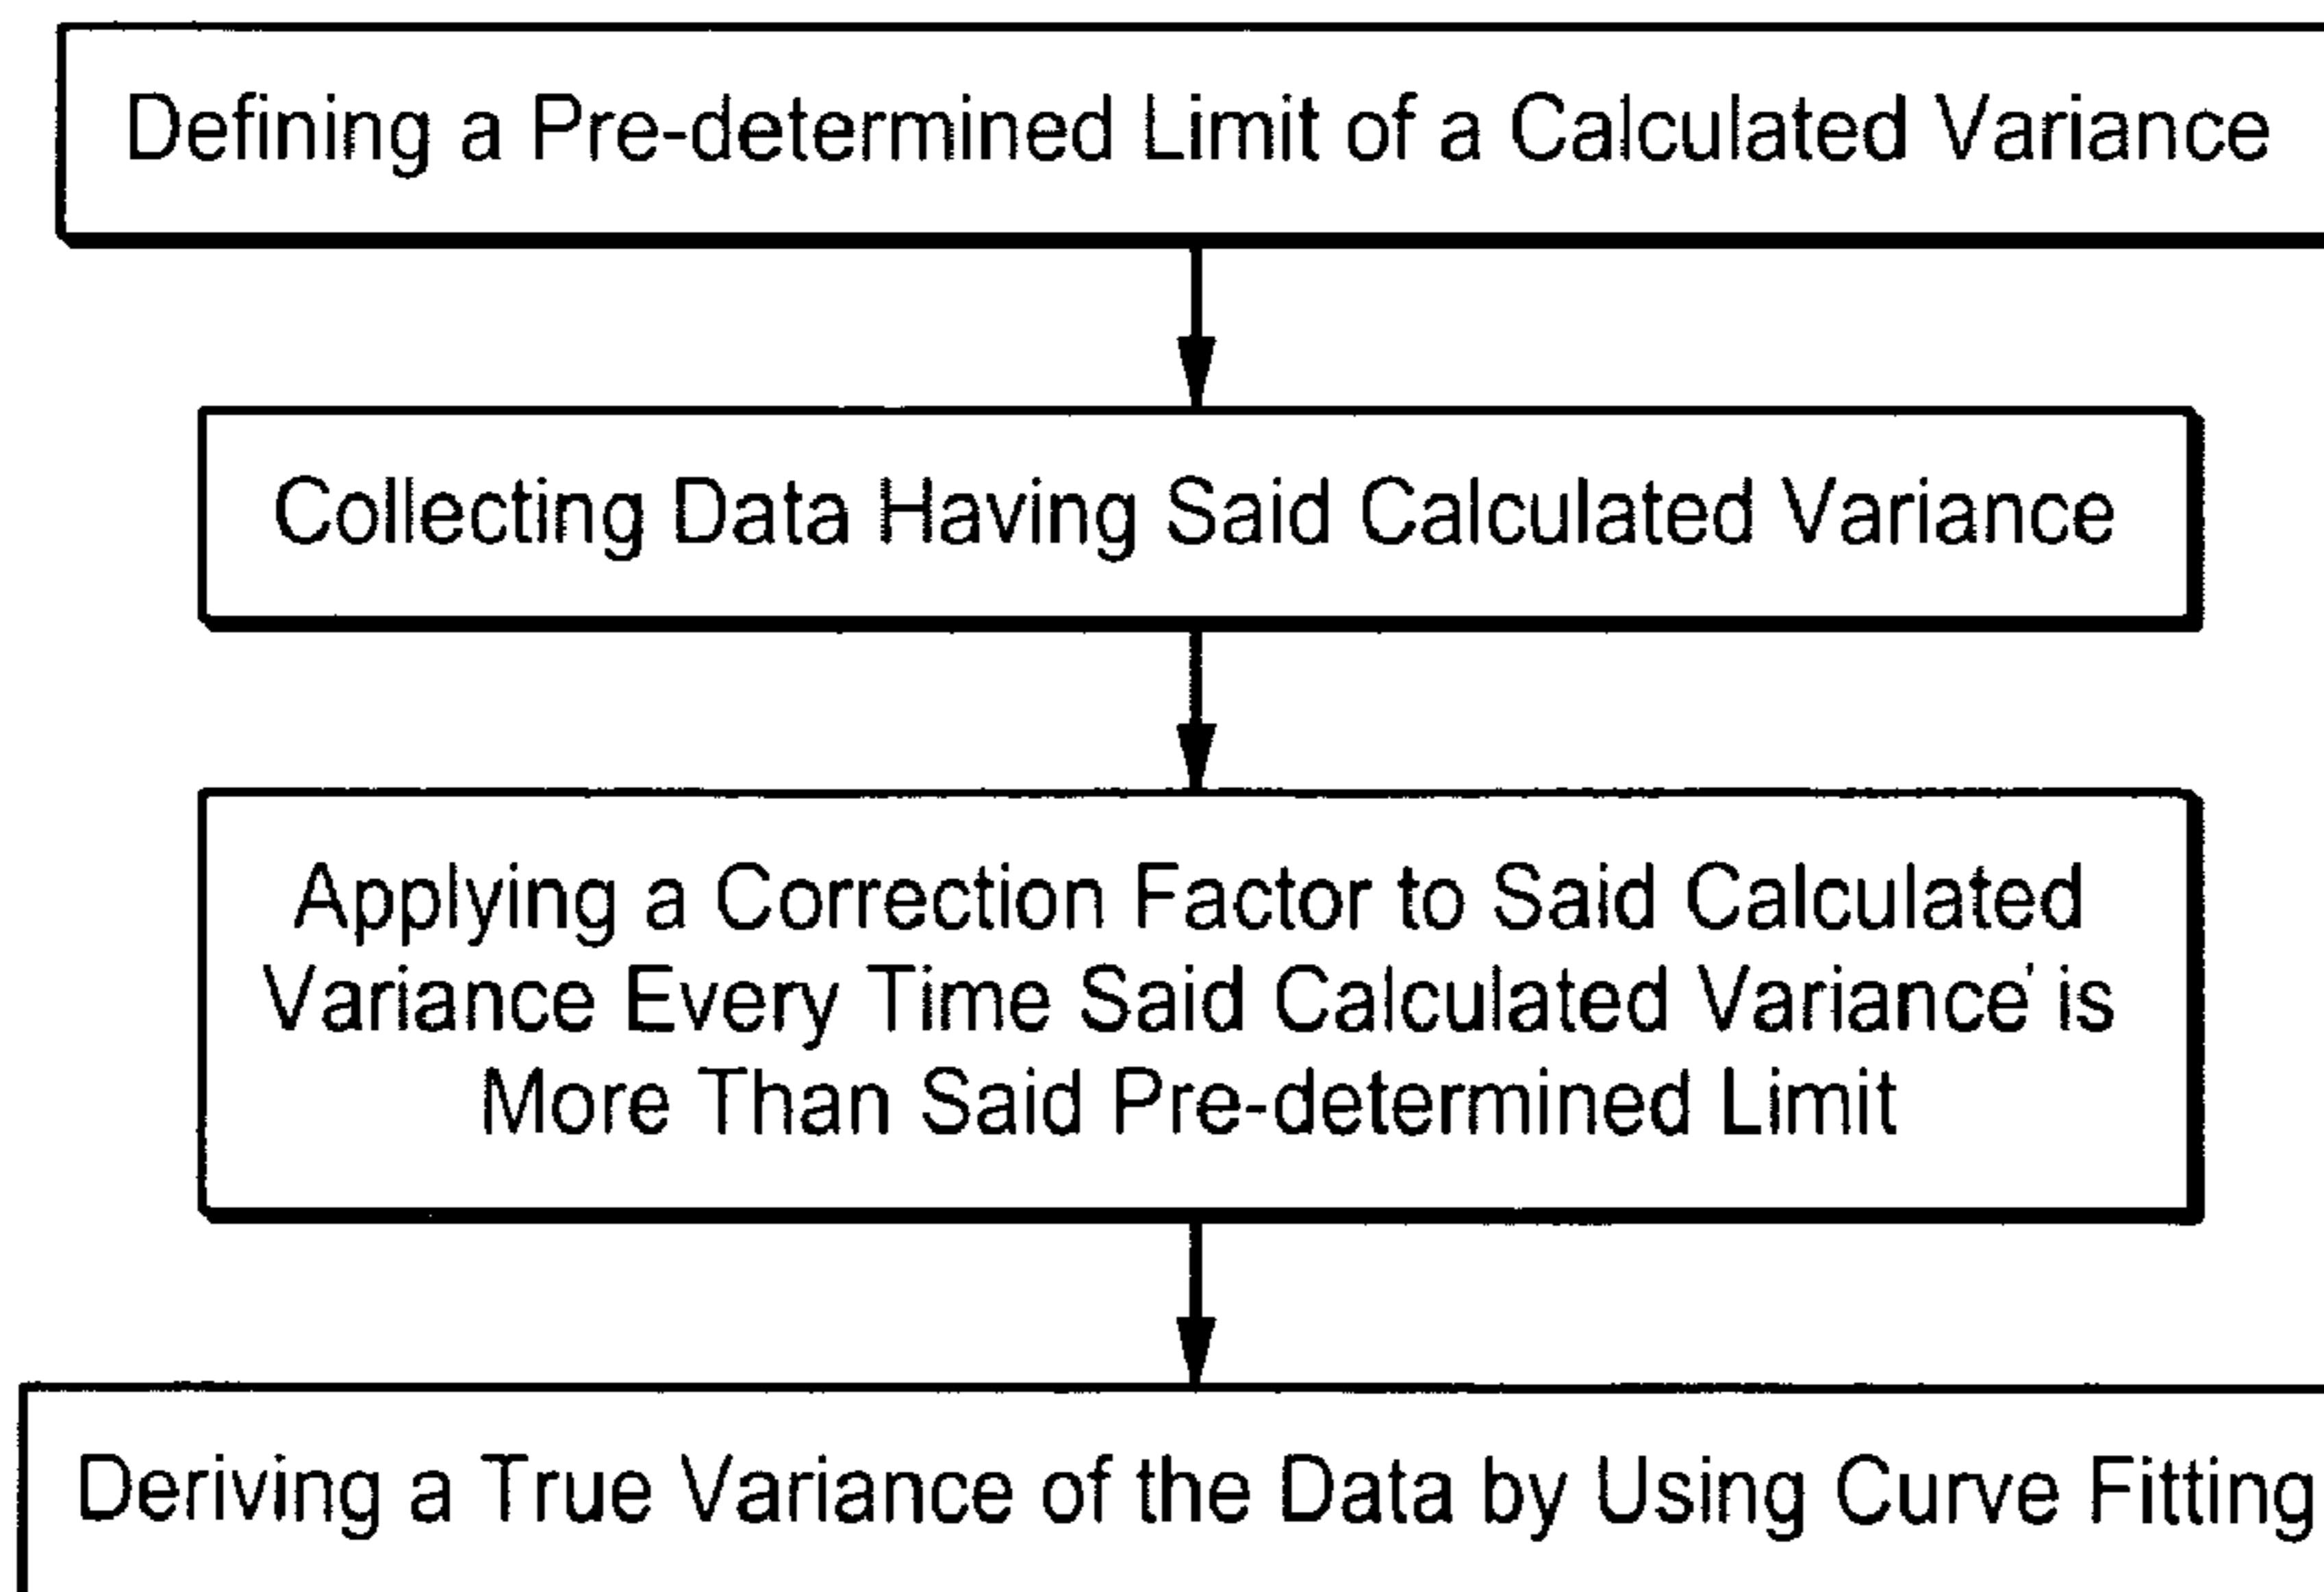 Defining a Pre-determined Limit of a Calculated Variance
Collecting Data Having Said Calculated Variance
Applying a Correction Factor to Said Calculated
Variance Every Time Said Calculated Variance' is
More Than Said Pre-determined Limit
Deriving a True Variance of the Data by Using Curve Fitting